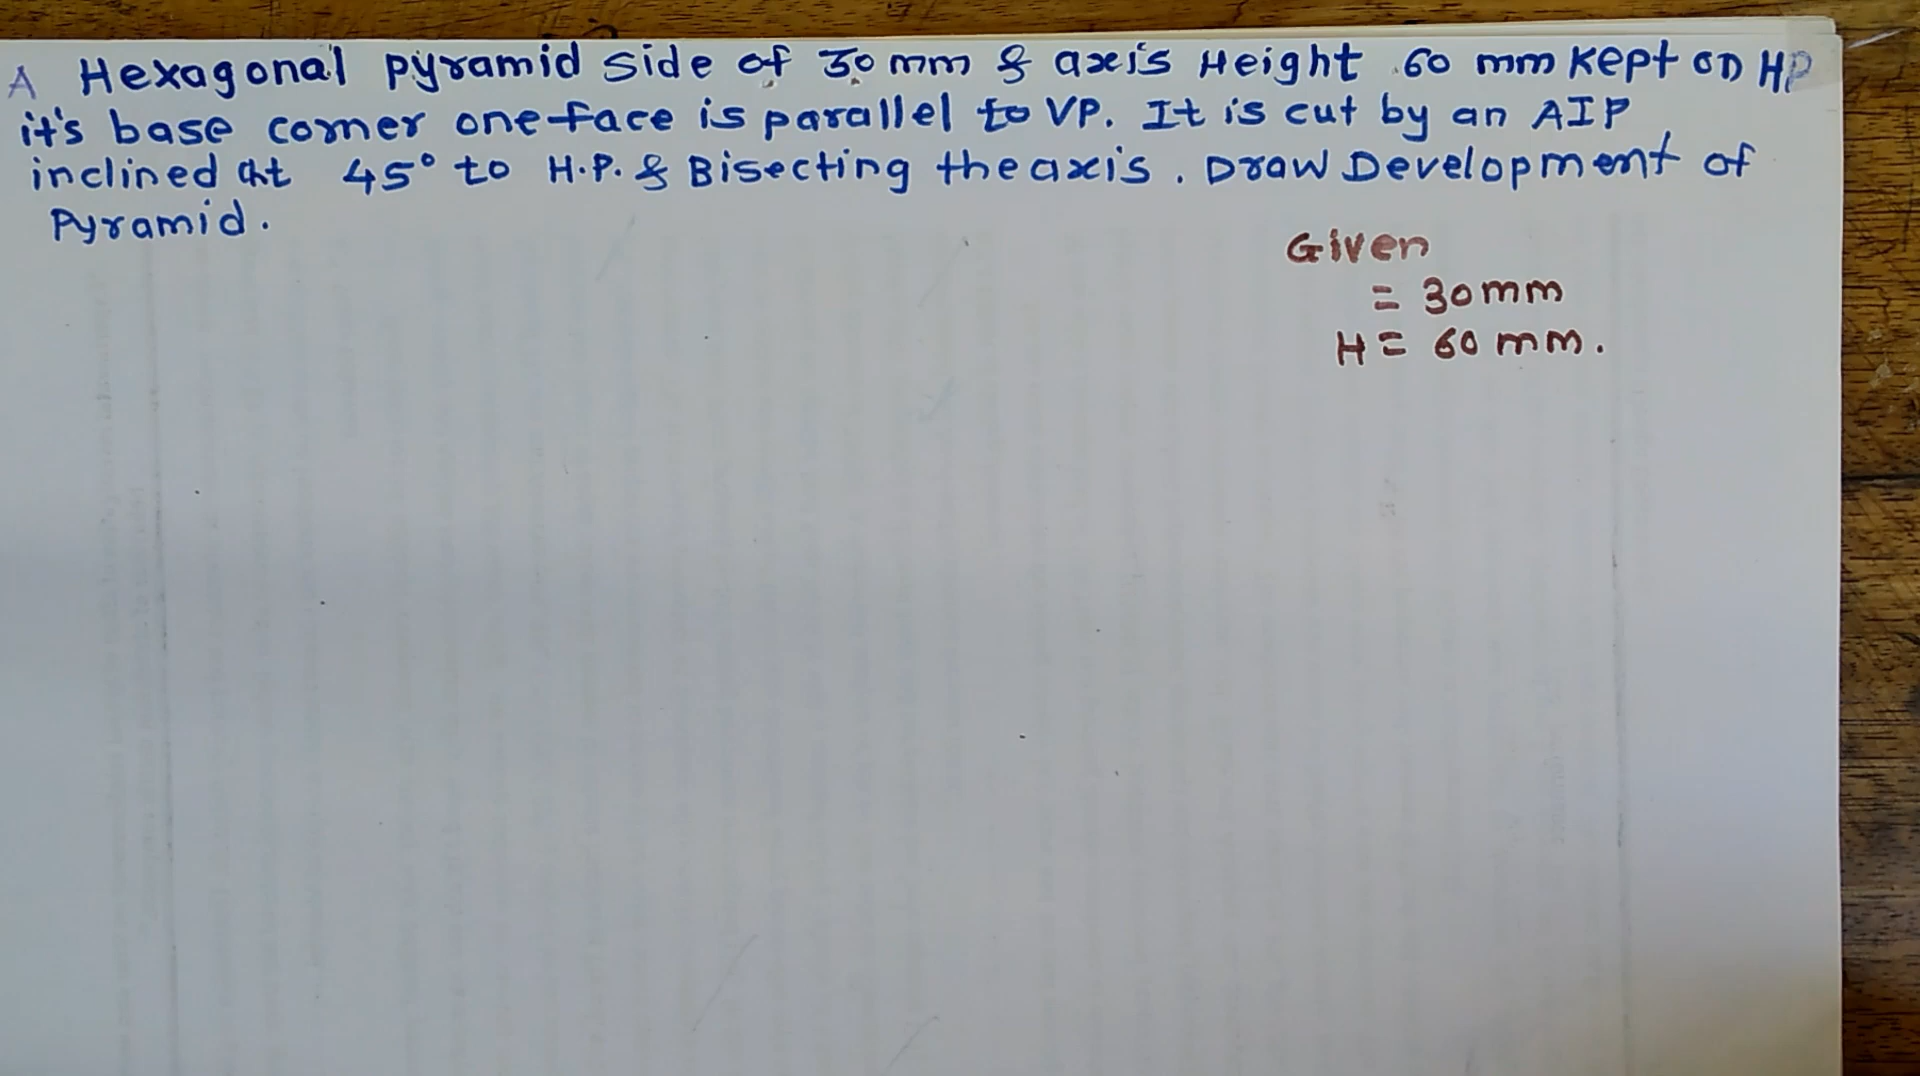 A Hexagonal pyramid side of 30 mm & axis Height 60 mm kept on HP
it's base corner one face is parallel to VP. It is cut by an AIP
inclined at 45° to H.P. & Bisecting the axis. Draw Development of
Pyramid.
Given
= 30mm
H = 60 mm.